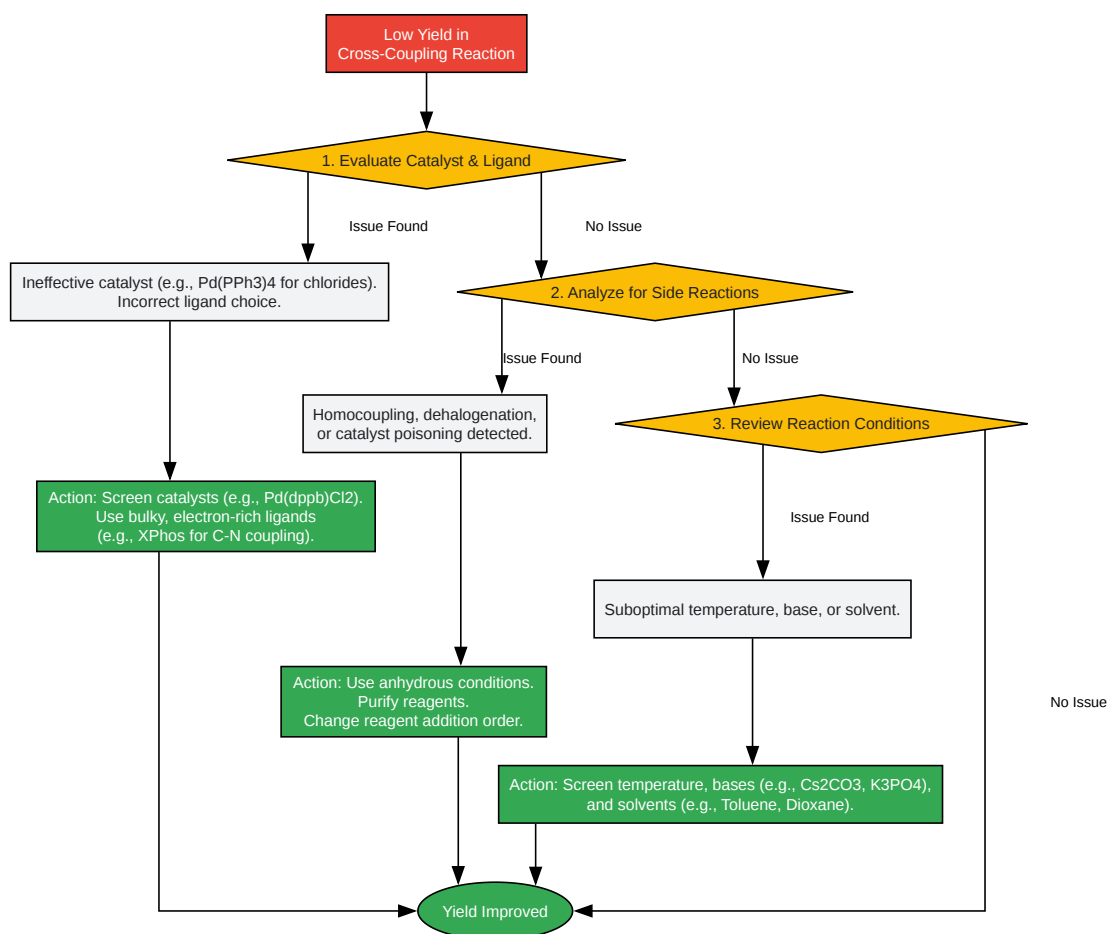 Low Yield in
Cross-Coupling Reaction
1. Evaluate Catalyst & Ligand
Issue Found
No Issue
Ineffective catalyst (e.g., Pd(PPh3)4 for chlorides).
Incorrect ligand choice.
2. Analyze for Side Reactions
Issue Found
No Issue
Homocoupling, dehalogenation,
or catalyst poisoning detected.
3. Review Reaction Conditions
Action: Screen catalysts (e.g., Pd(dppb)Cl2).
Use bulky, electron-rich ligands
(e.g., XPhos for C-N coupling).
Issue Found
Suboptimal temperature, base, or solvent.
Action: Use anhydrous conditions.
Purify reagents.
Change reagent addition order.
No Issue
Action: Screen temperature, bases (e.g., Cs2CO3, K3PO4),
and solvents (e.g., Toluene, Dioxane).
Yield Improved